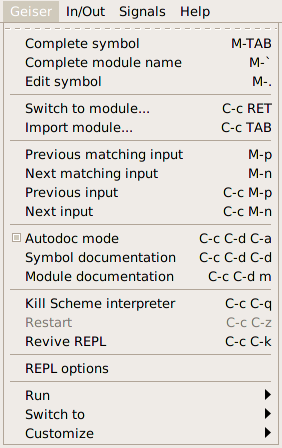 Geiser In/Out Signals Help
Complete symbol M-TAB
Complete module name M-`
Edit symbol M-.
Switch to module... C-c RET
Import module... C-c TAB
Previous matching input M-p
Next matching input M-n
Previous input C-c M-p
Next input C-c M-n
Autodoc mode C-c C-d C-a
Symbol documentation C-c C-d C-d
Module documentation C-c C-d m
Kill Scheme interpreter C-c C-q
Restart C-c C-z
Revive REPL C-c C-k
REPL options
Run
Switch to
Customize